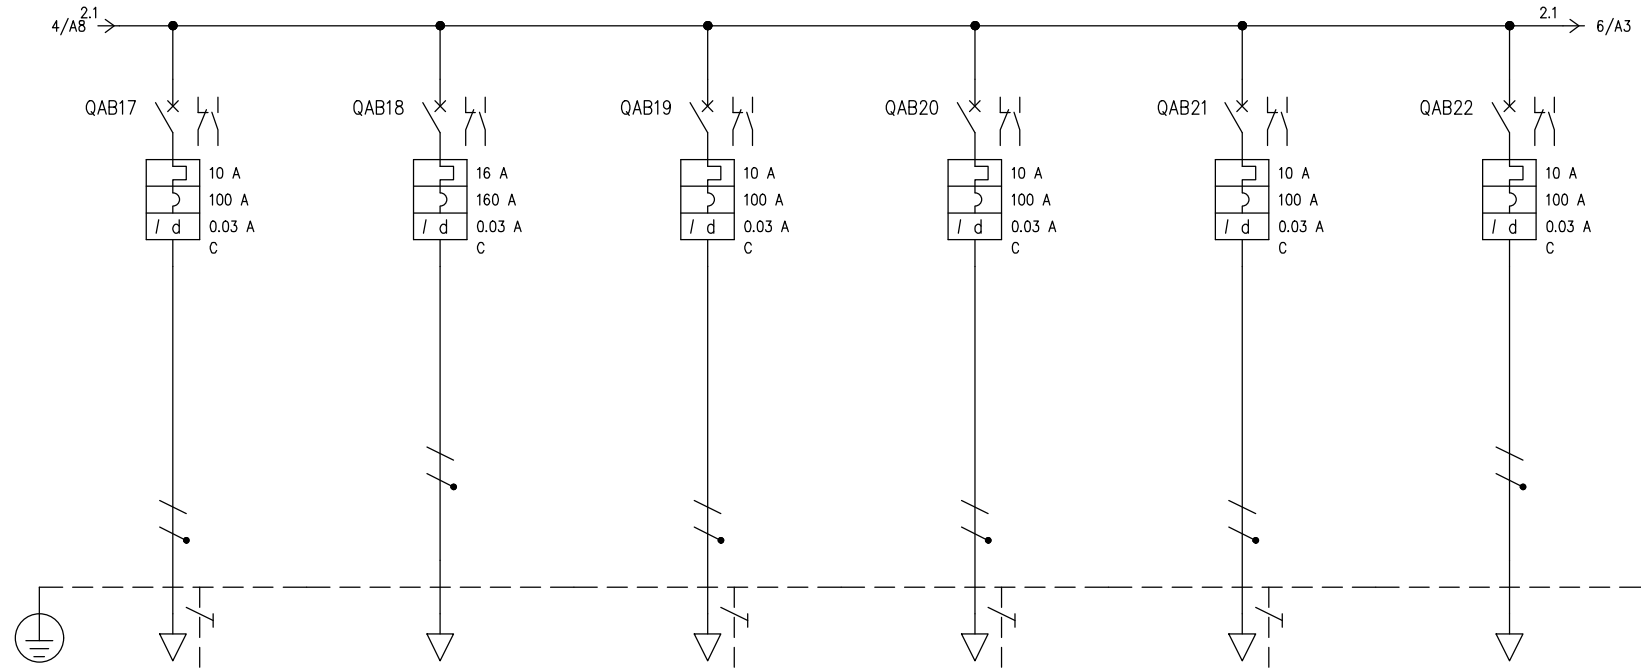 2.1
2.1
4/A8
6/A3
QAB17
QAB18
QAB19
QAB20
QAB21
QAB22
10 A
16 A
10 A
10 A
10 A
10 A
100 A
160 A
100 A
100 A
100 A
100 A
I d
0.03 A
I d
0.03 A
I d
0.03 A
I d
0.03 A
I d
0.03 A
I d
0.03 A
C
C
C
C
C
C